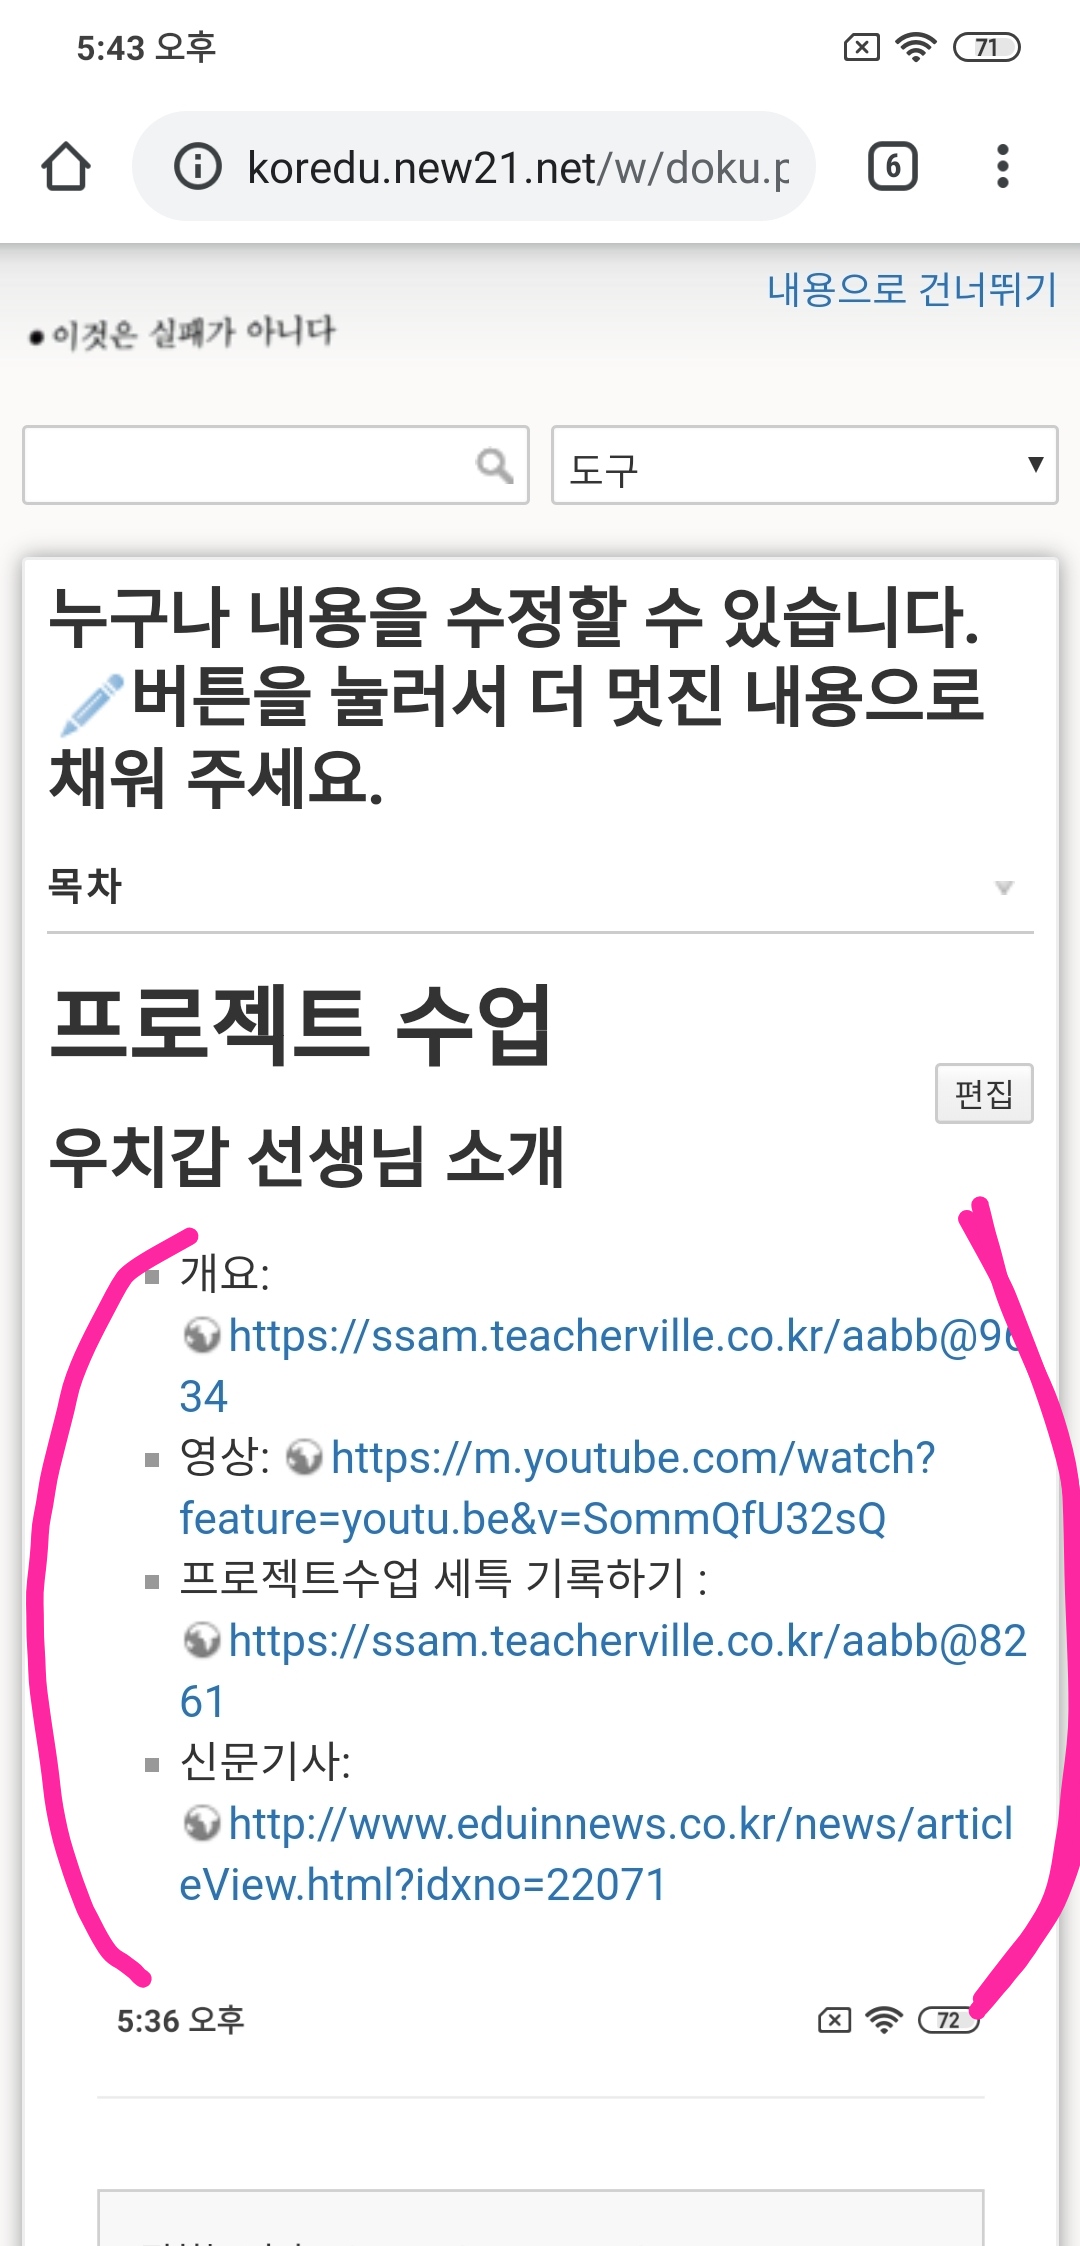 5:43 오후
71
koredu.new21.net/w/doku.p
6
내용으로 건너뛰기
이것은 실패가 아니다
도구
누구나 내용을 수정할 수 있습니다.
버튼을 눌러서 더 멋진 내용으로
채워 주세요.
목차
프로젝트 수업
편집
우치갑 선생님 소개
개요:
https://ssam.teacherville.co.kr/aabb@96
34
영상: https://m.youtube.com/watch?
feature=youtu.be&v=SommQfU32sQ
프로젝트수업 세특 기록하기 :
https://ssam.teacherville.co.kr/aabb@82
61
신문기사:
http://www.eduinnews.co.kr/news/articl
eView.html?idxno=22071
5:36 오후
72